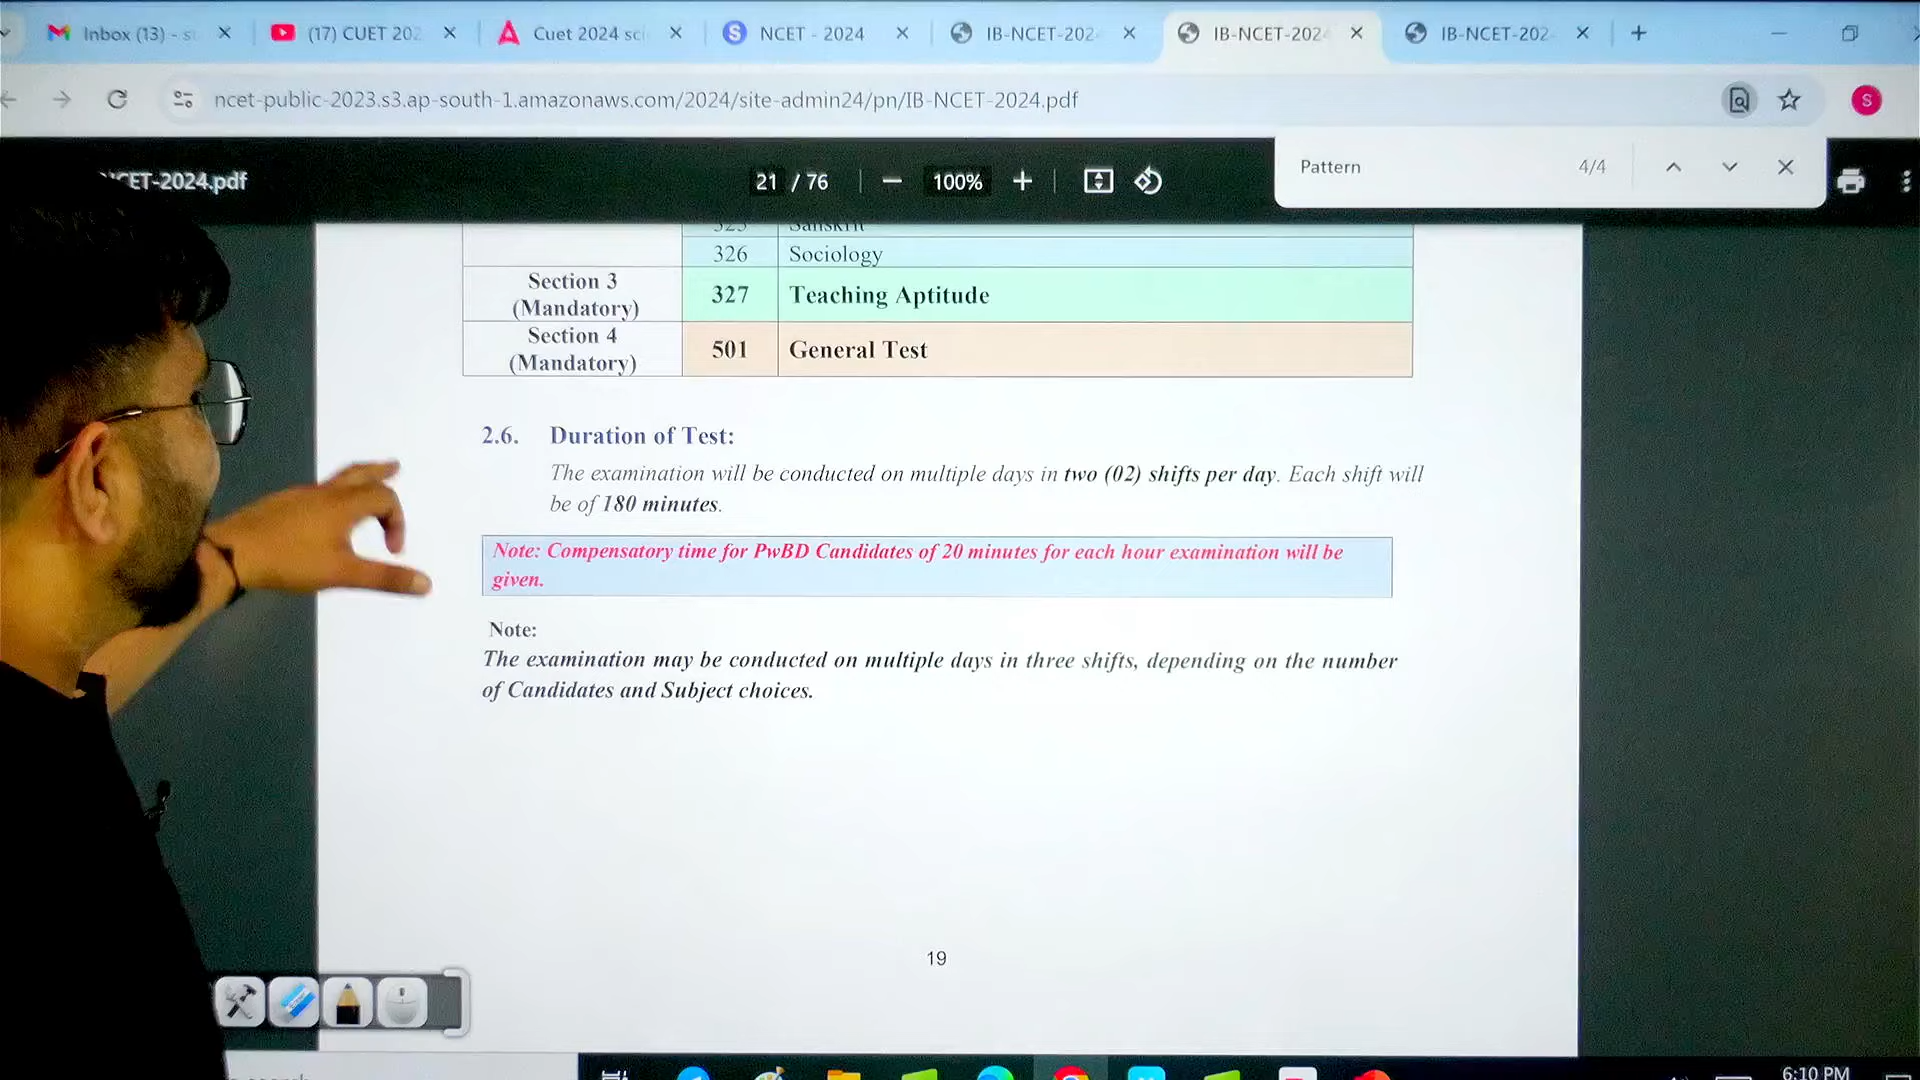 Inbox (13) - s
(17) CUET 202
Cuet 2024 sci
NCET - 2024
IB-NCET-202
IB-NCET-2024
IB-NCET-202
ncet-public-2023.s3.ap-south-1.amazonaws.com/2024/site-admin24/pn/IB-NCET-2024.pdf
S
NCET-2024.pdf
21 / 76
100%
Pattern
4/4
325 Sanskrit
326 Sociology
Section 3
(Mandatory)
327 Teaching Aptitude
Section 4
(Mandatory)
501 General Test
2.6. Duration of Test:
The examination will be conducted on multiple days in two (02) shifts per day. Each shift will
be of 180 minutes.
Note: Compensatory time for PwBD Candidates of 20 minutes for each hour examination will be
given.
Note:
The examination may be conducted on multiple days in three shifts, depending on the number
of Candidates and Subject choices.
19
6:10 PM